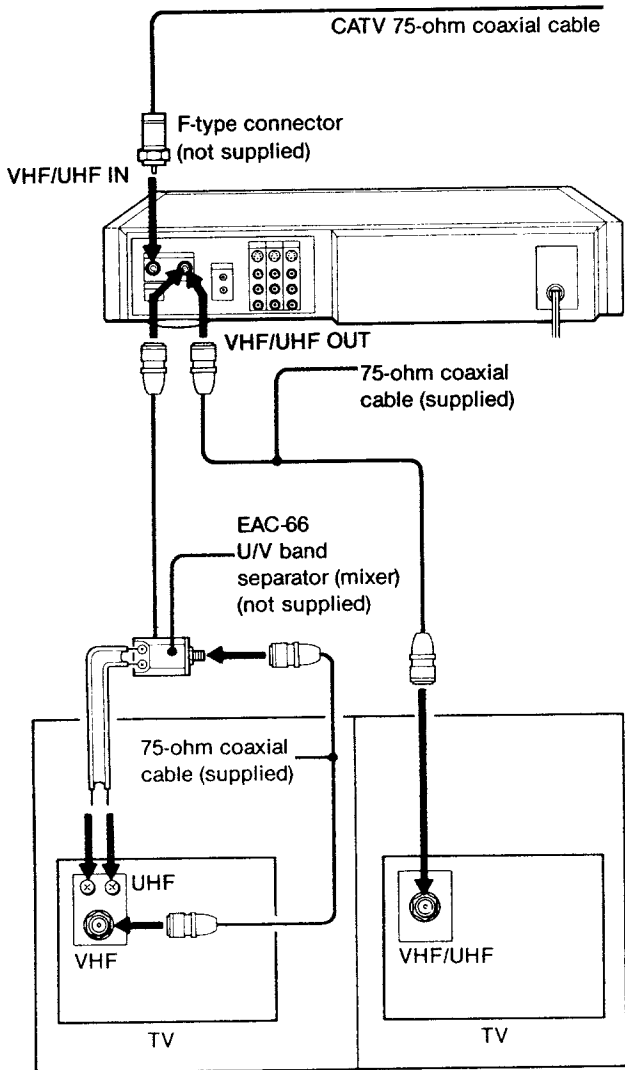 CATV 75-ohm coaxial cable
F-type connector
(not supplied)
VHF/UHF IN
VHF/UHF OUT
75-ohm coaxial
cable (supplied)
EAC-66
U/V band
separator (mixer)
(not supplied)
75-ohm coaxial
cable (supplied)
UHF
VHF
TV
VHF/UHF
TV